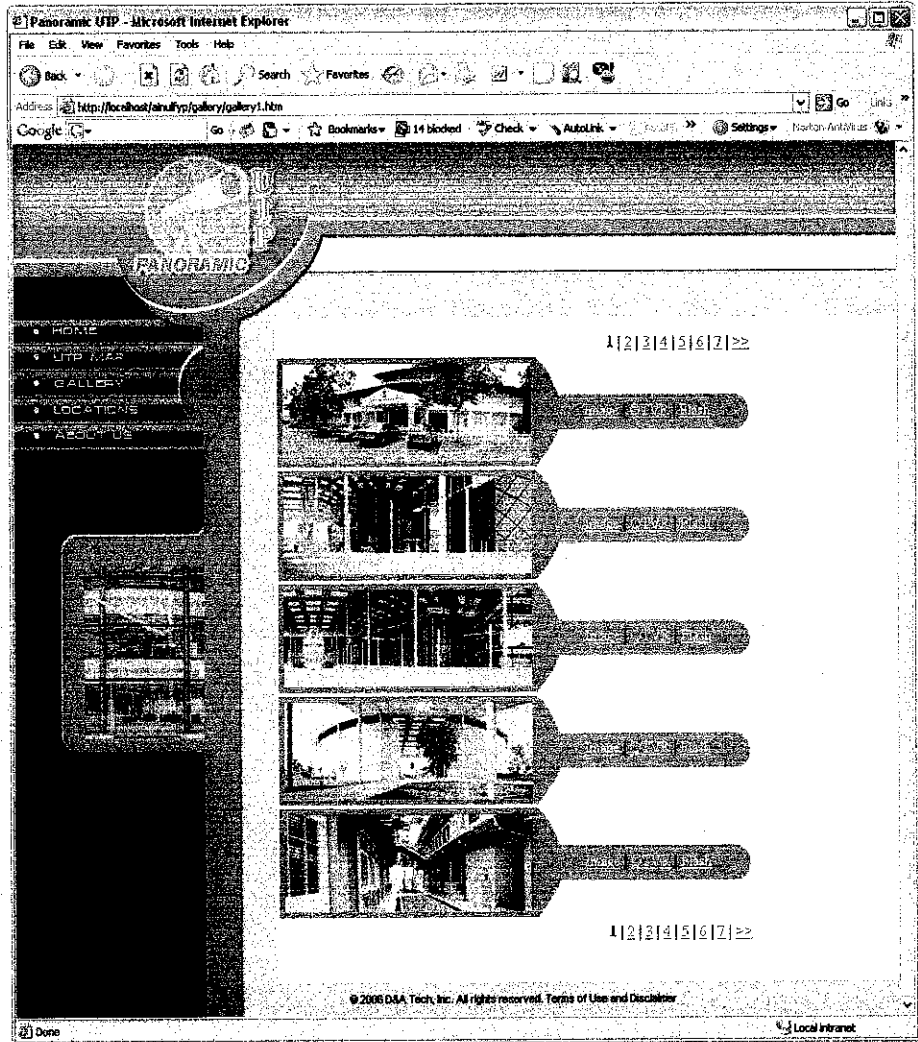 Panoramic UTP - Microsoft Internet Explorer
File Edit View Favorites Tools Help
Back Search Favorites
Address http://localhost/ainulfyp/gallery/gallery1.htm Go Links »
Google G Go Bookmarks 14 blocked Check AutoLink » Settings Norton AntiVirus
UTP
PANORAMIC
HOME
UTP MAP
GALLERY
LOCATIONS
ABOUT US
1|2|3|4|5|6|7|>>
1|2|3|4|5|6|7|>>
© 2006 D&A Tech, Inc. All rights reserved. Terms of Use and Disclaimer
Done Local intranet